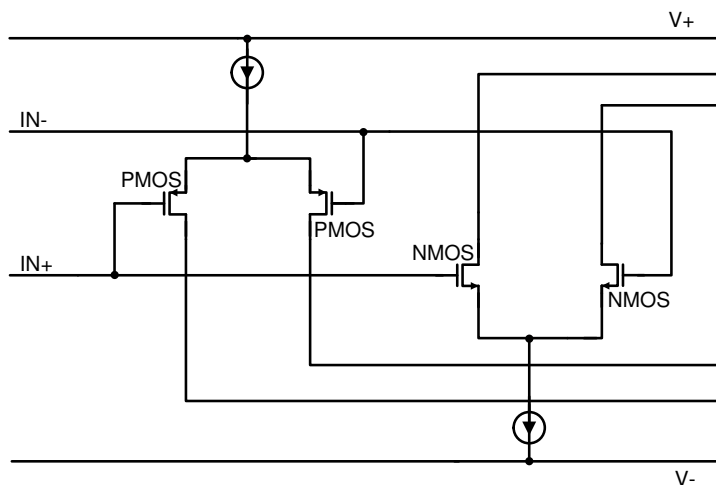 V+
IN-
PMOS
PMOS
NMOS
IN+
NMOS
V-